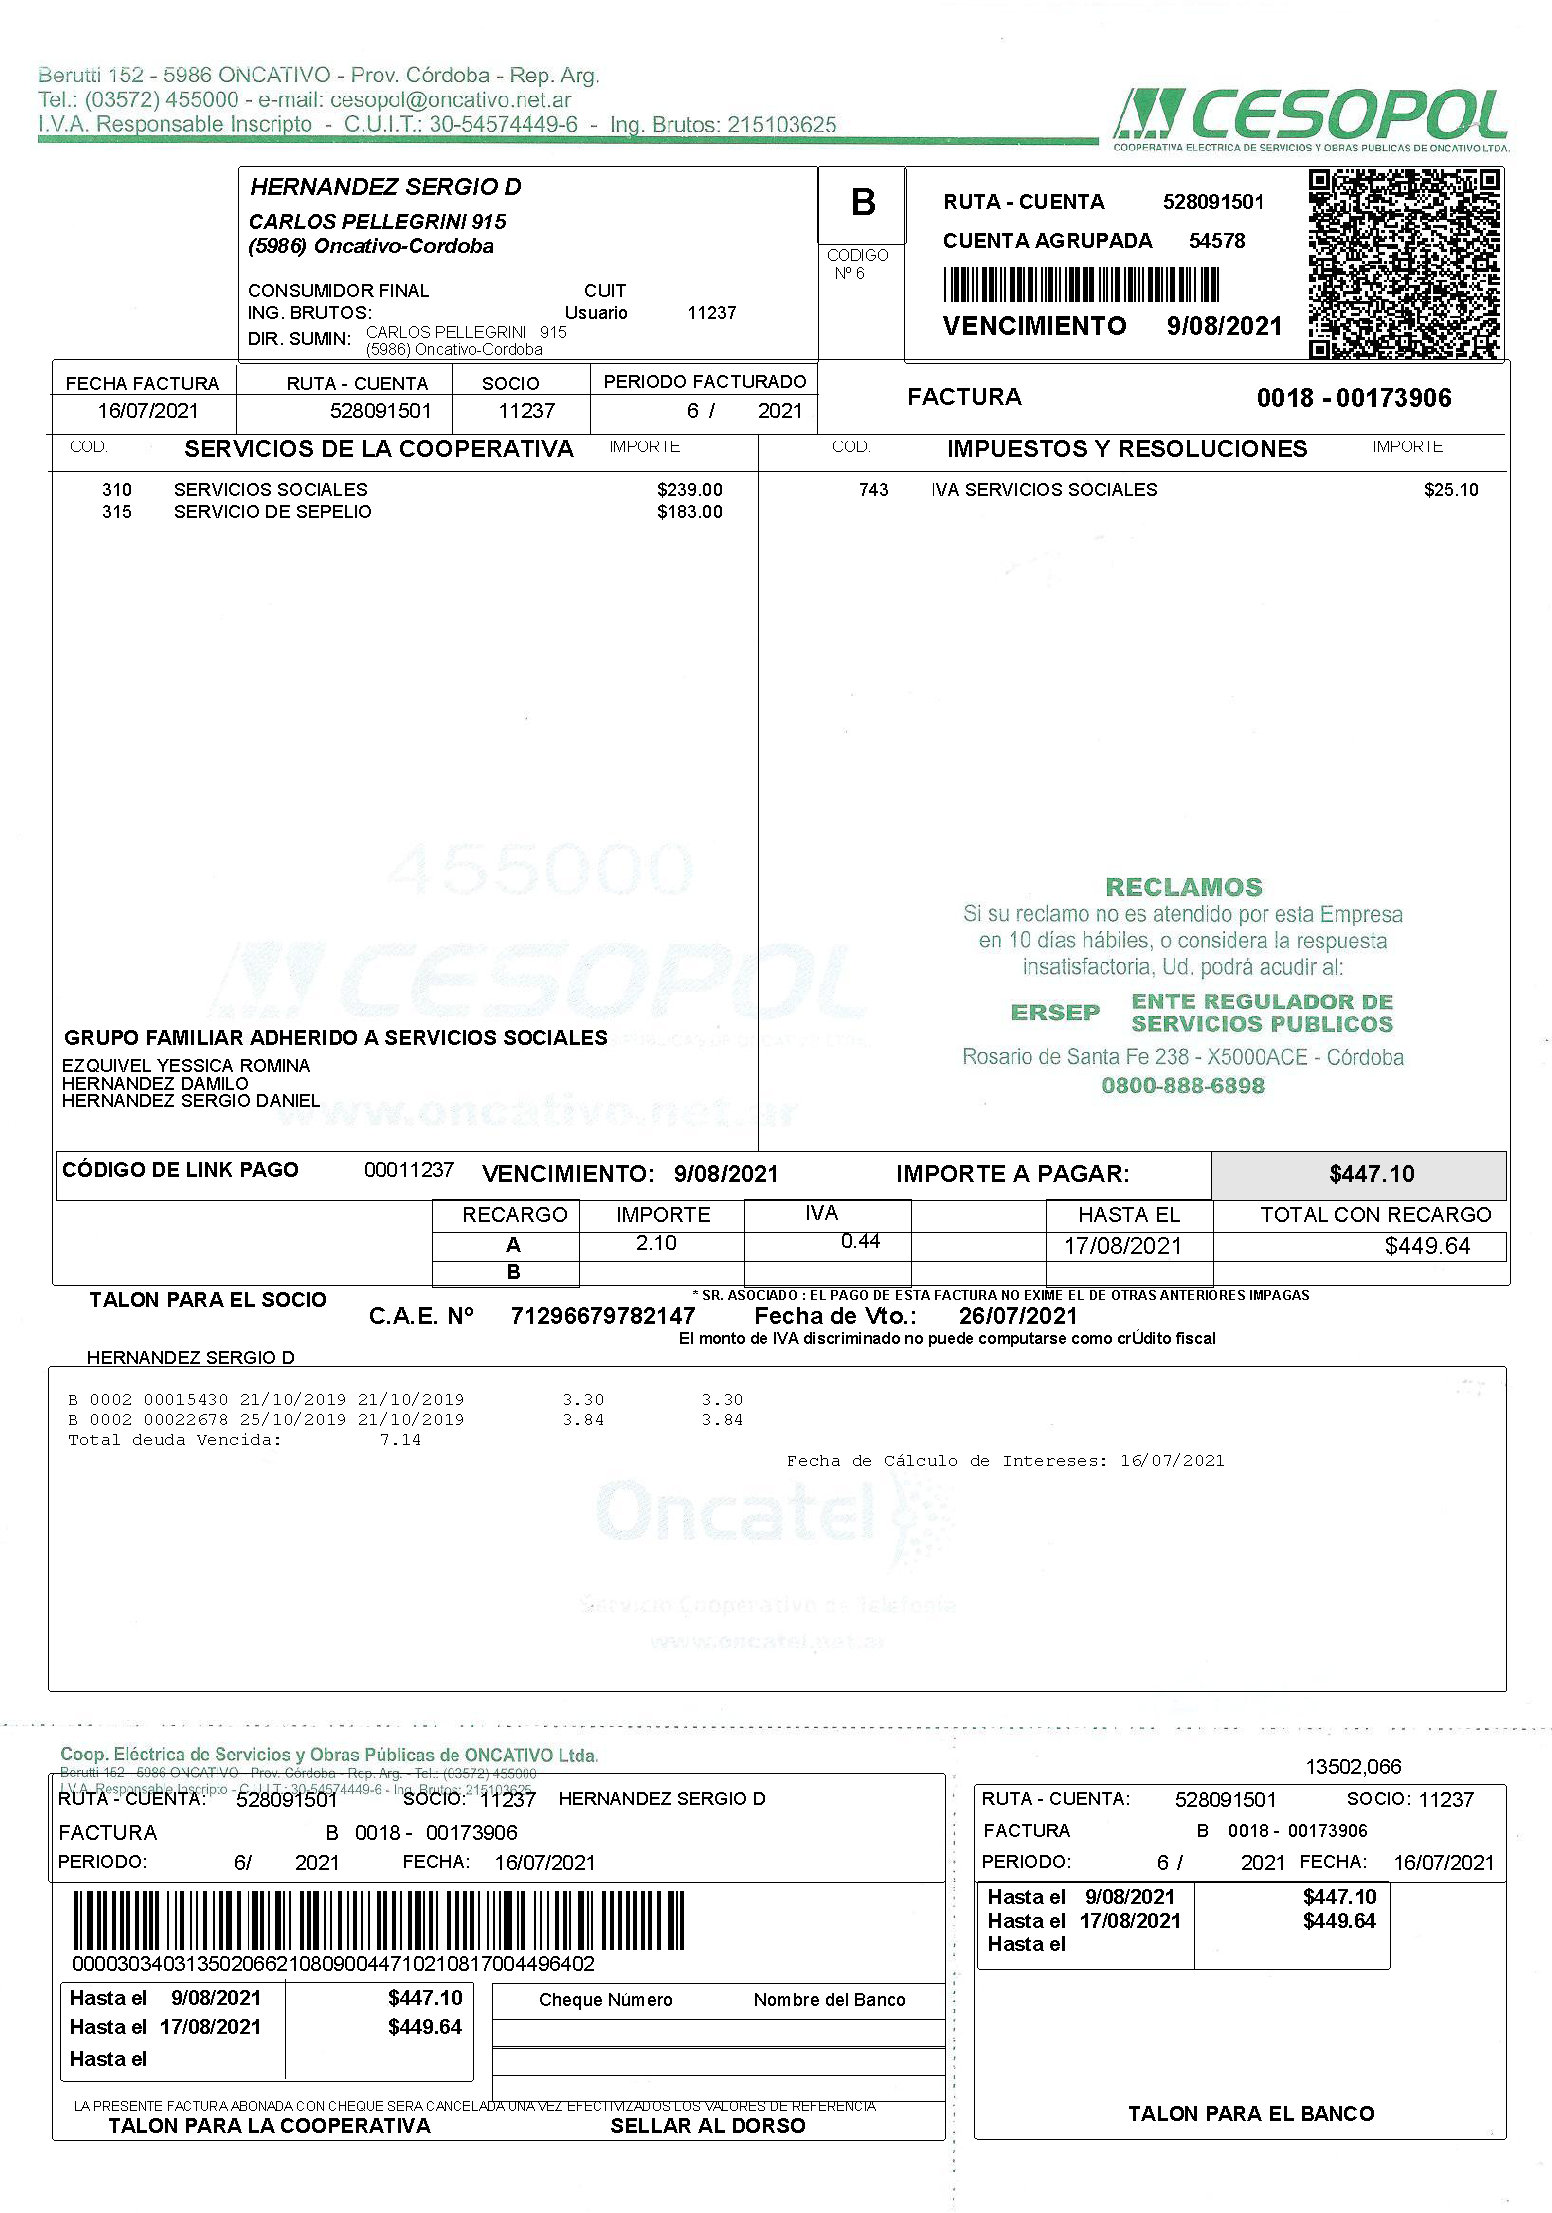 Berutti 152 - 5986 ONCATIVO - Prov. Córdoba - Rep. Arg.
Tel.: (03572) 455000 - e-mail: cesopol@oncativo.net.ar
I.V.A. Responsable Inscripto - C.U.I.T.: 30-54574449-6 - Ing. Brutos: 215103625
CESOPOL
COOPERATIVA ELECTRICA DE SERVICIOS Y OBRAS PUBLICAS DE ONCATIVO LTDA.
HERNANDEZ SERGIO D
CARLOS PELLEGRINI 915
(5986) Oncativo-Cordoba
CONSUMIDOR FINAL CUIT
ING. BRUTOS: Usuario 11237
DIR. SUMIN: CARLOS PELLEGRINI 915
(5986) Oncativo-Cordoba
B
CODIGO
Nº 6
RUTA - CUENTA 528091501
CUENTA AGRUPADA 54578
VENCIMIENTO 9/08/2021
FECHA FACTURA RUTA - CUENTA SOCIO PERIODO FACTURADO
16/07/2021 528091501 11237 6 / 2021
FACTURA 0018 - 00173906
COD. SERVICIOS DE LA COOPERATIVA IMPORTE COD. IMPUESTOS Y RESOLUCIONES IMPORTE
310 SERVICIOS SOCIALES $239.00 743 IVA SERVICIOS SOCIALES $25.10
315 SERVICIO DE SEPELIO $183.00
455000
CESOPOL
www.oncativo.net.ar
RECLAMOS
Si su reclamo no es atendido por esta Empresa
en 10 días hábiles, o considera la respuesta
insatisfactoria, Ud. podrá acudir al:
ERSEP ENTE REGULADOR DE
SERVICIOS PUBLICOS
Rosario de Santa Fe 238 - X5000ACE - Córdoba
0800-888-6898
GRUPO FAMILIAR ADHERIDO A SERVICIOS SOCIALES
EZQUIVEL YESSICA ROMINA
HERNANDEZ DAMILO
HERNANDEZ SERGIO DANIEL
CÓDIGO DE LINK PAGO 00011237 VENCIMIENTO: 9/08/2021 IMPORTE A PAGAR: $447.10
RECARGO IMPORTE IVA HASTA EL TOTAL CON RECARGO
A 2.10 0.44 17/08/2021 $449.64
B
TALON PARA EL SOCIO
* SR. ASOCIADO : EL PAGO DE ESTA FACTURA NO EXIME EL DE OTRAS ANTERIORES IMPAGAS
C.A.E. Nº 71296679782147 Fecha de Vto.: 26/07/2021
El monto de IVA discriminado no puede computarse como crÚdito fiscal
HERNANDEZ SERGIO D
B 0002 00015430 21/10/2019 21/10/2019 3.30 3.30
B 0002 00022678 25/10/2019 21/10/2019 3.84 3.84
Total deuda Vencida: 7.14
Fecha de Cálculo de Intereses: 16/07/2021
Oncatel
Servicio Cooperativo de Telefonía
www.oncatel.net.ar
Coop. Eléctrica de Servicios y Obras Públicas de ONCATIVO Ltda.
Berutti 152 - 5986 ONCATIVO - Prov. Córdoba - Rep. Arg. - Tel.: (03572) 455000
I.V.A. Responsable Inscripto - C.U.I.T.: 30-54574449-6 - Ing. Brutos: 215103625
RUTA - CUENTA: 528091501 SOCIO: 11237 HERNANDEZ SERGIO D
FACTURA B 0018 - 00173906
PERIODO: 6/ 2021 FECHA: 16/07/2021
00003034031350206621080900447102108170044​96402
Hasta el 9/08/2021 $447.10
Hasta el 17/08/2021 $449.64
Hasta el
Cheque Número Nombre del Banco
LA PRESENTE FACTURA ABONADA CON CHEQUE SERA CANCELADA UNA VEZ EFECTIVIZADOS LOS VALORES DE REFERENCIA
TALON PARA LA COOPERATIVA SELLAR AL DORSO
13502,066
RUTA - CUENTA: 528091501 SOCIO: 11237
FACTURA B 0018 - 00173906
PERIODO: 6 / 2021 FECHA: 16/07/2021
Hasta el 9/08/2021 $447.10
Hasta el 17/08/2021 $449.64
Hasta el
TALON PARA EL BANCO